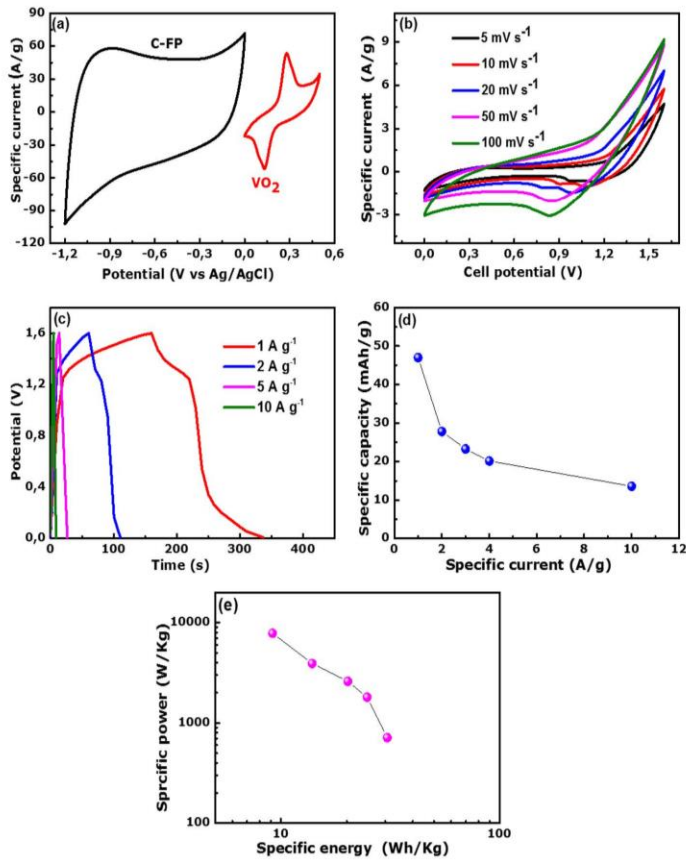 (a)
C-FP
VO2
120
90
60
30
0
-30
-60
-90
-120
Specific current (A/g)
-1,2 -0,9 -0,6 -0,3 0,0 0,3 0,6
Potential (V vs Ag/AgCl)
(b)
5 mV s-1
10 mV s-1
20 mV s-1
50 mV s-1
100 mV s-1
9
6
3
0
-3
Specific current (A/g)
0,0 0,3 0,6 0,9 1,2 1,5
Cell potential (V)
(c)
1 A g-1
2 A g-1
5 A g-1
10 A g-1
1,6
1,2
0,8
0,4
0,0
Potential (V)
0 100 200 300 400
Time (s)
(d)
60
50
40
30
20
10
0
Specific capacity (mAh/g)
0 2 4 6 8 10 12
Specific current (A/g)
(e)
10000
1000
100
Sprcific power (W/Kg)
10 100
Specific energy (Wh/Kg)